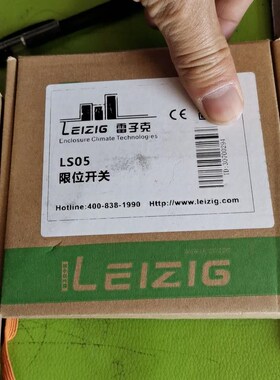 LEIZIG 雷子克
Enclosure Climate Technologies
CE
LS05
限位开关
Hotline:400-838-1990 Http://www.leizig.com
LEIZIG